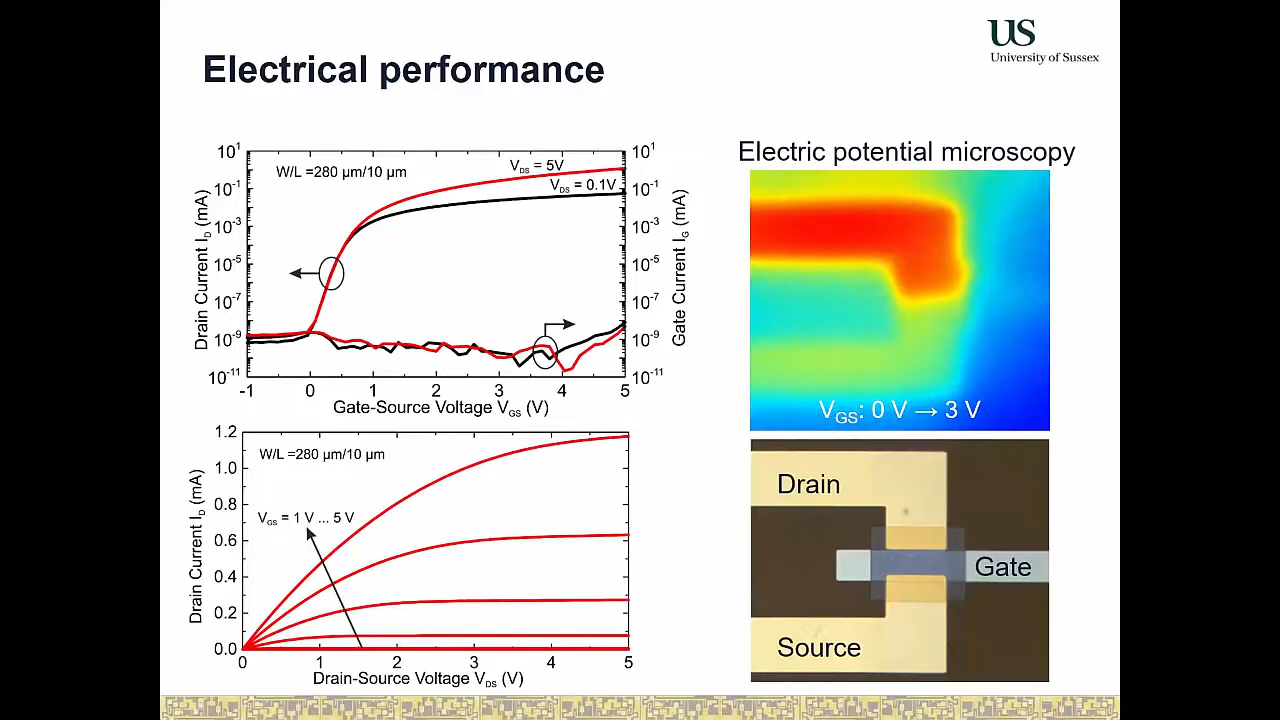 US
University of Sussex
Electrical performance
W/L =280 µm/10 µm
V_DS = 5V
V_DS = 0.1V
Drain Current I_D (mA)
10^1
10^-1
10^-3
10^-5
10^-7
10^-9
10^-11
10^1
10^-1
10^-3
10^-5
10^-7
10^-9
10^-11
Gate Current I_G (mA)
-1 0 1 2 3 4 5
Gate-Source Voltage V_GS (V)
Electric potential microscopy
V_GS: 0 V → 3 V
W/L =280 µm/10 µm
V_GS = 1 V ... 5 V
Drain Current I_D (mA)
1.2
1.0
0.8
0.6
0.4
0.2
0.0
0 1 2 3 4 5
Drain-Source Voltage V_DS (V)
Drain
Gate
Source